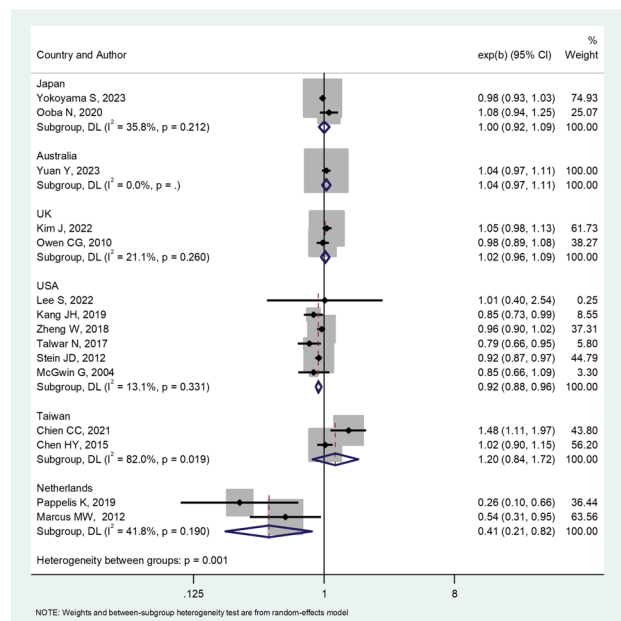 %
Country and Author exp(b) (95% CI) Weight
Japan
Yokoyama S, 2023 0.98 (0.93, 1.03) 74.93
Ooba N, 2020 1.08 (0.94, 1.25) 25.07
Subgroup, DL (I² = 35.8%, p = 0.212) 1.00 (0.92, 1.09) 100.00
Australia
Yuan Y, 2023 1.04 (0.97, 1.11) 100.00
Subgroup, DL (I² = 0.0%, p = .) 1.04 (0.97, 1.11) 100.00
UK
Kim J, 2022 1.05 (0.98, 1.13) 61.73
Owen CG, 2010 0.98 (0.89, 1.08) 38.27
Subgroup, DL (I² = 21.1%, p = 0.260) 1.02 (0.96, 1.09) 100.00
USA
Lee S, 2022 1.01 (0.40, 2.54) 0.25
Kang JH, 2019 0.85 (0.73, 0.99) 8.55
Zheng W, 2018 0.96 (0.90, 1.02) 37.31
Talwar N, 2017 0.79 (0.66, 0.95) 5.80
Stein JD, 2012 0.92 (0.87, 0.97) 44.79
McGwin G, 2004 0.85 (0.66, 1.09) 3.30
Subgroup, DL (I² = 13.1%, p = 0.331) 0.92 (0.88, 0.96) 100.00
Taiwan
Chien CC, 2021 1.48 (1.11, 1.97) 43.80
Chen HY, 2015 1.02 (0.90, 1.15) 56.20
Subgroup, DL (I² = 82.0%, p = 0.019) 1.20 (0.84, 1.72) 100.00
Netherlands
Pappelis K, 2019 0.26 (0.10, 0.66) 36.44
Marcus MW, 2012 0.54 (0.31, 0.95) 63.56
Subgroup, DL (I² = 41.8%, p = 0.190) 0.41 (0.21, 0.82) 100.00
Heterogeneity between groups: p = 0.001
.125 1 8
NOTE: Weights and between-subgroup heterogeneity test are from random-effects model